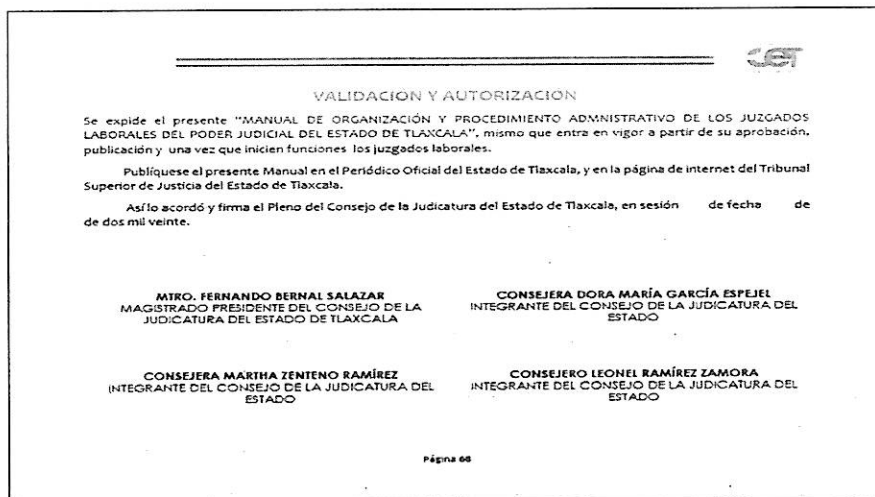 CET
VALIDACIÓN Y AUTORIZACIÓN
Se expide el presente "MANUAL DE ORGANIZACIÓN Y PROCEDIMIENTO ADMNISTRATIVO DE LOS JUZGADOS
LABORALES DEL PODER JUDICIAL DEL ESTADO DE TLAXCALA", mismo que entra en vigor a partir de su aprobación,
publicación y una vez que inicien funciones los juzgados laborales.
Publíquese el presente Manual en el Periódico Oficial del Estado de Tlaxcala, y en la página de internet del Tribunal
Superior de Justicia del Estado de Tlaxcala.
Así lo acordó y firma el Pleno del Consejo de la Judicatura del Estado de Tlaxcala, en sesión de fecha de
de dos mil veinte.
MTRO. FERNANDO BERNAL SALAZAR
MAGISTRADO PRESIDENTE DEL CONSEJO DE LA
JUDICATURA DEL ESTADO DE TLAXCALA
CONSEJERA DORA MARÍA GARCÍA ESPEJEL
INTEGRANTE DEL CONSEJO DE LA JUDICATURA DEL
ESTADO
CONSEJERA MARTHA ZENTENO RAMÍREZ
INTEGRANTE DEL CONSEJO DE LA JUDICATURA DEL
ESTADO
CONSEJERO LEONEL RAMÍREZ ZAMORA
INTEGRANTE DEL CONSEJO DE LA JUDICATURA DEL
ESTADO
Página 68